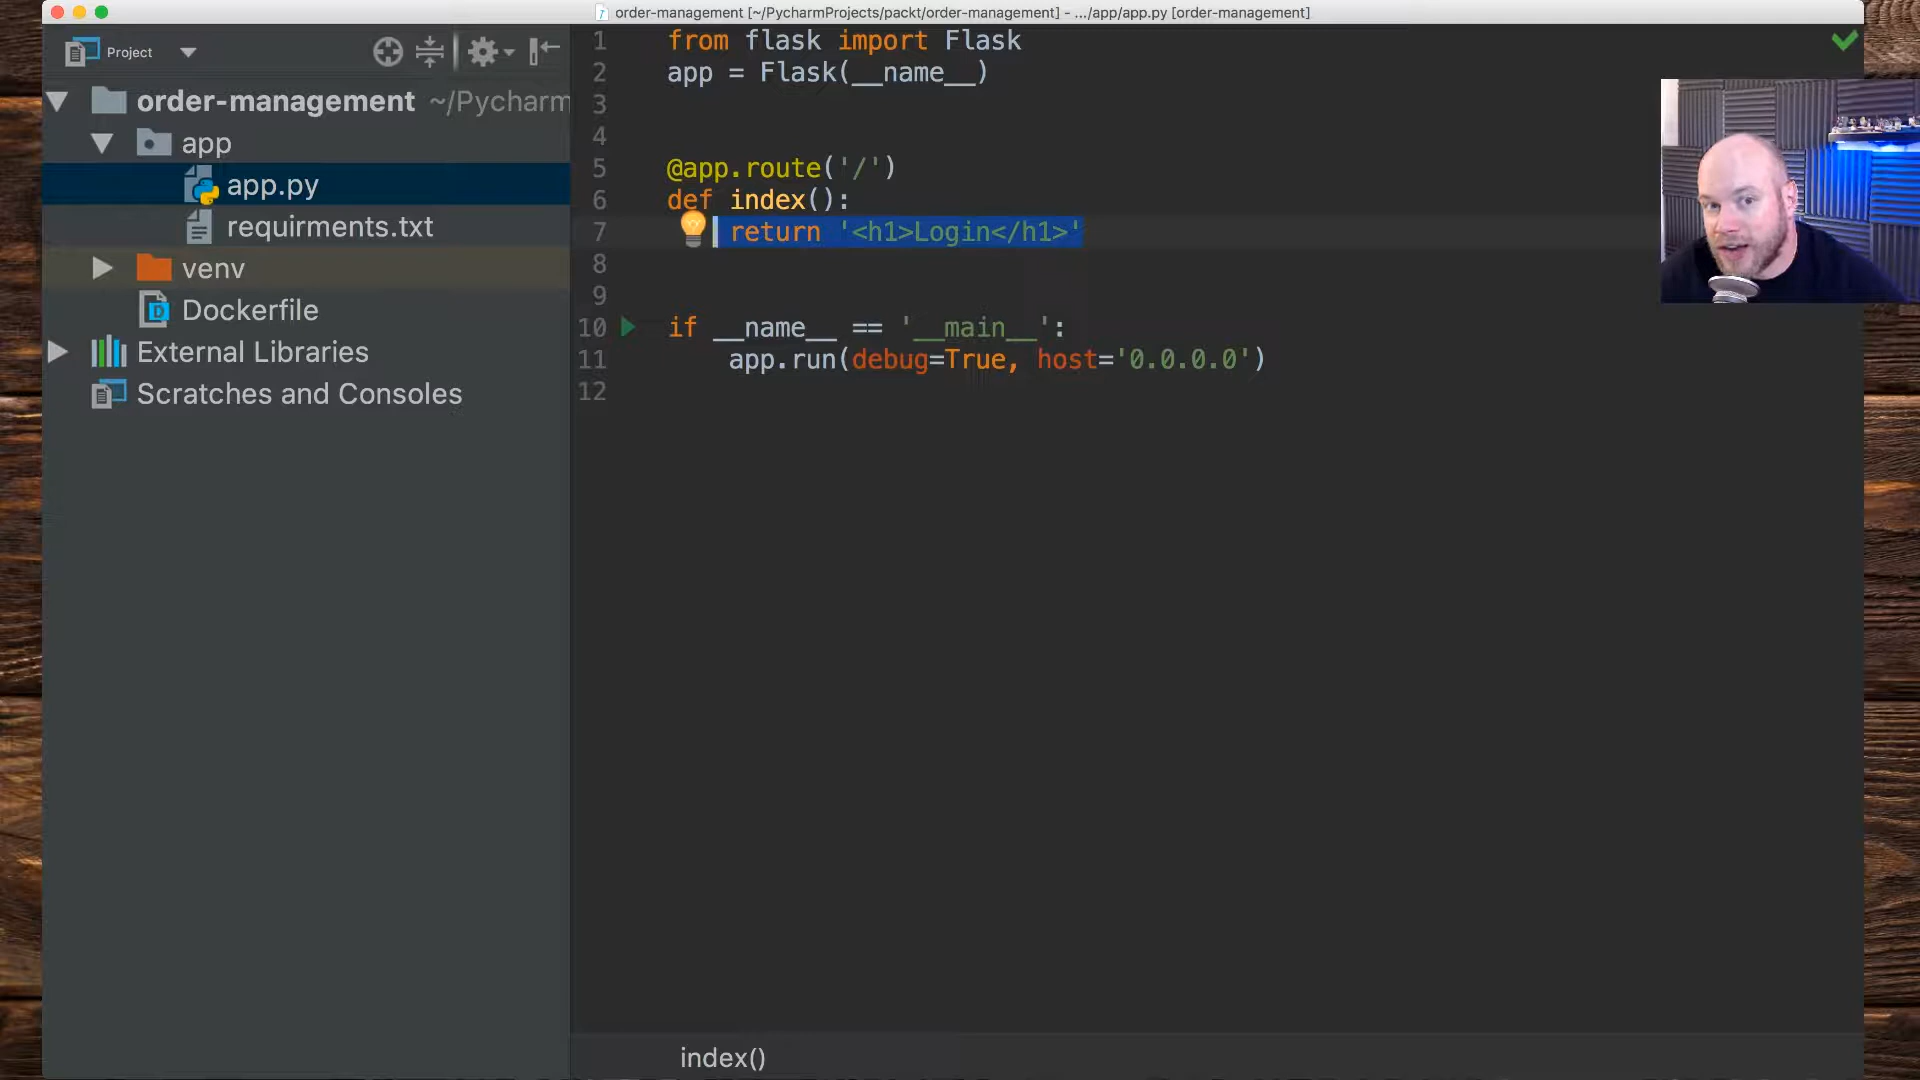 order-management [~/PycharmProjects/packt/order-management] - .../app/app.py [order-management]
Project
order-management ~/Pycharm
app
app.py
requirments.txt
venv
Dockerfile
External Libraries
Scratches and Consoles
1 from flask import Flask
2 app = Flask(__name__)
3
4
5 @app.route('/')
6 def index():
7 return '<h1>Login</h1>'
8
9
10 if __name__ == '__main__':
11 app.run(debug=True, host='0.0.0.0')
12
index()